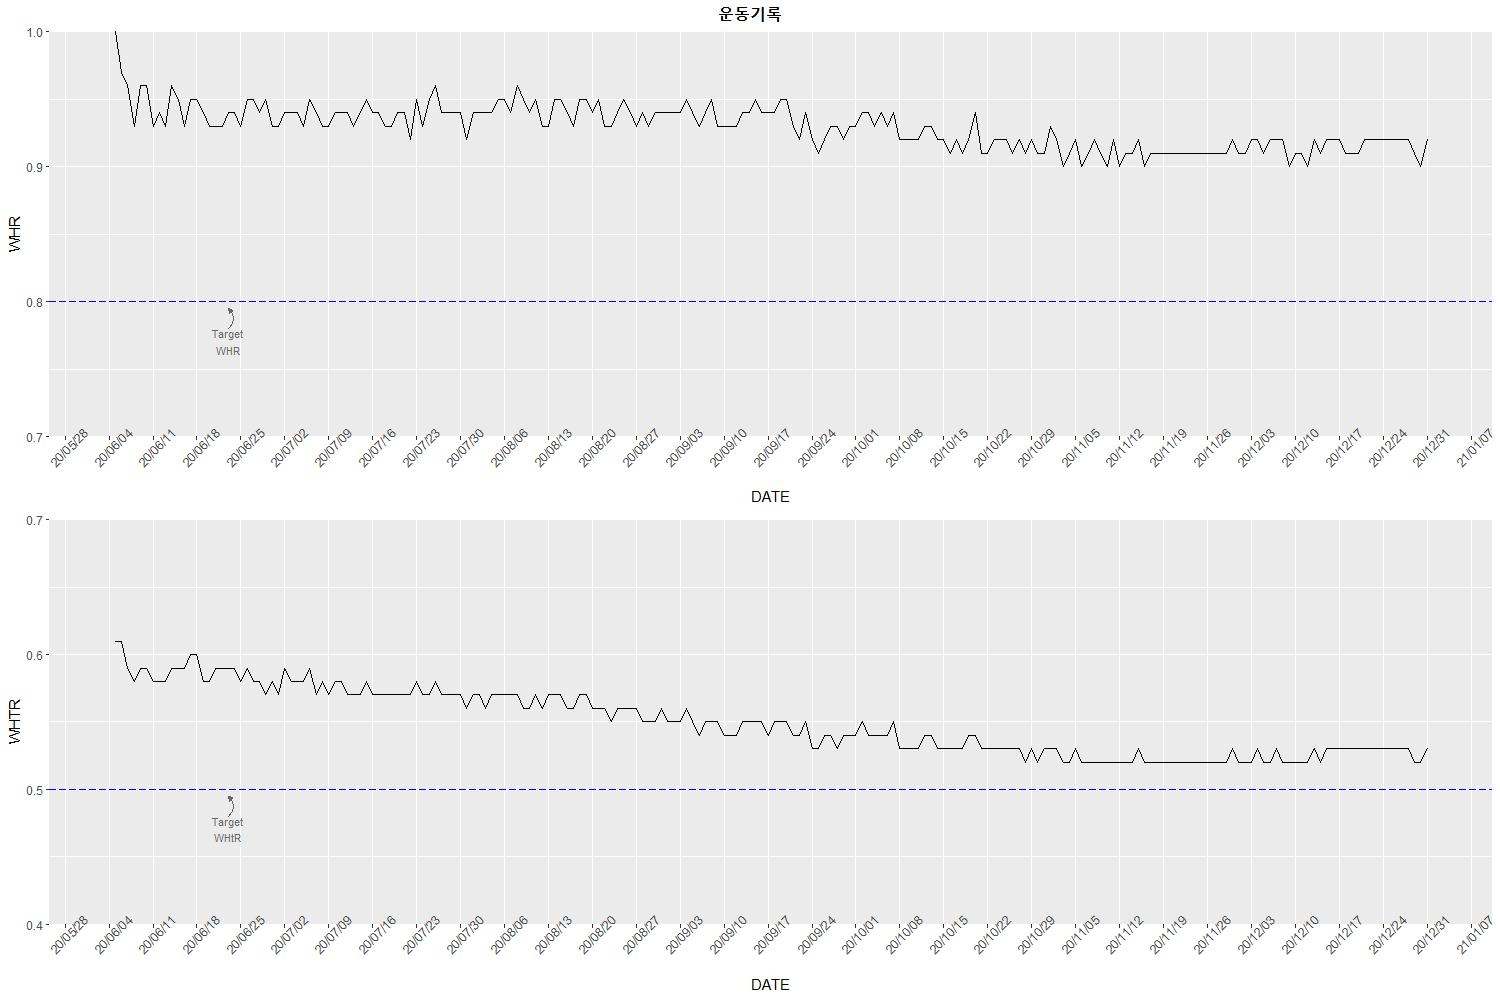 운동기록
WHR
1.0
0.9
0.8
0.7
Target
WHR
20/05/28 20/06/04 20/06/11 20/06/18 20/06/25 20/07/02 20/07/09 20/07/16 20/07/23 20/07/30 20/08/06 20/08/13 20/08/20 20/08/27 20/09/03 20/09/10 20/09/17 20/09/24 20/10/01 20/10/08 20/10/15 20/10/22 20/10/29 20/11/05 20/11/12 20/11/19 20/11/26 20/12/03 20/12/10 20/12/17 20/12/24 20/12/31 21/01/07
DATE
WHTR
0.7
0.6
0.5
0.4
Target
WHtR
20/05/28 20/06/04 20/06/11 20/06/18 20/06/25 20/07/02 20/07/09 20/07/16 20/07/23 20/07/30 20/08/06 20/08/13 20/08/20 20/08/27 20/09/03 20/09/10 20/09/17 20/09/24 20/10/01 20/10/08 20/10/15 20/10/22 20/10/29 20/11/05 20/11/12 20/11/19 20/11/26 20/12/03 20/12/10 20/12/17 20/12/24 20/12/31 21/01/07
DATE